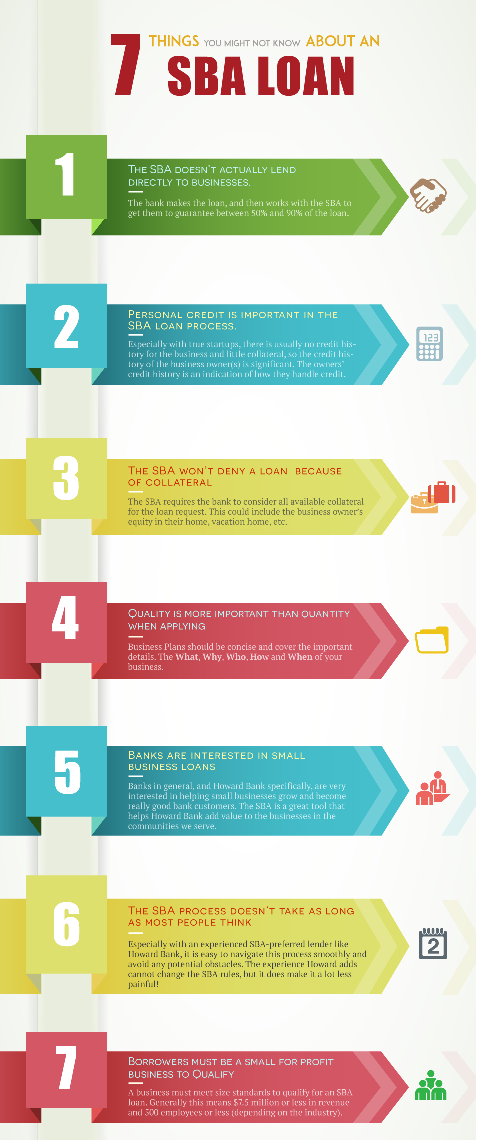 7 THINGS YOU MIGHT NOT KNOW ABOUT AN
SBA LOAN
1
The SBA doesn't actually lend
directly to businesses.
The bank makes the loan, and then works with the SBA to
get them to guarantee between 50% and 90% of the loan.
2
Personal credit is important in the
SBA loan process.
Especially with true startups, there is usually no credit his-
tory for the business and little collateral, so the credit his-
tory of the business owner(s) is significant. The owners'
credit history is an indication of how they handle credit.
123
3
The SBA won't deny a loan because
of collateral
The SBA requires the bank to consider all available collateral
for the loan request. This could include the business owner's
equity in their home, vacation home, etc.
4
Quality is more important than quantity
when applying
Business Plans should be concise and cover the important
details. The What, Why, Who, How and When of your
business.
5
Banks are interested in small
business loans
Banks in general, and Howard Bank specifically, are very
interested in helping small businesses grow and become
really good bank customers. The SBA is a great tool that
helps Howard Bank add value to the businesses in the
communities we serve.
6
The SBA process doesn't take as long
as most people think
Especially with an experienced SBA-preferred lender like
Howard Bank, it is easy to navigate this process smoothly and
avoid any potential obstacles. The experience Howard adds
cannot change the SBA rules, but it does make it a lot less
painful!
2
7
Borrowers must be a small for profit
business to Qualify
A business must meet size standards to qualify for an SBA
loan. Generally this means $7.5 million or less in revenue
and 500 employees or less (depending on the industry).